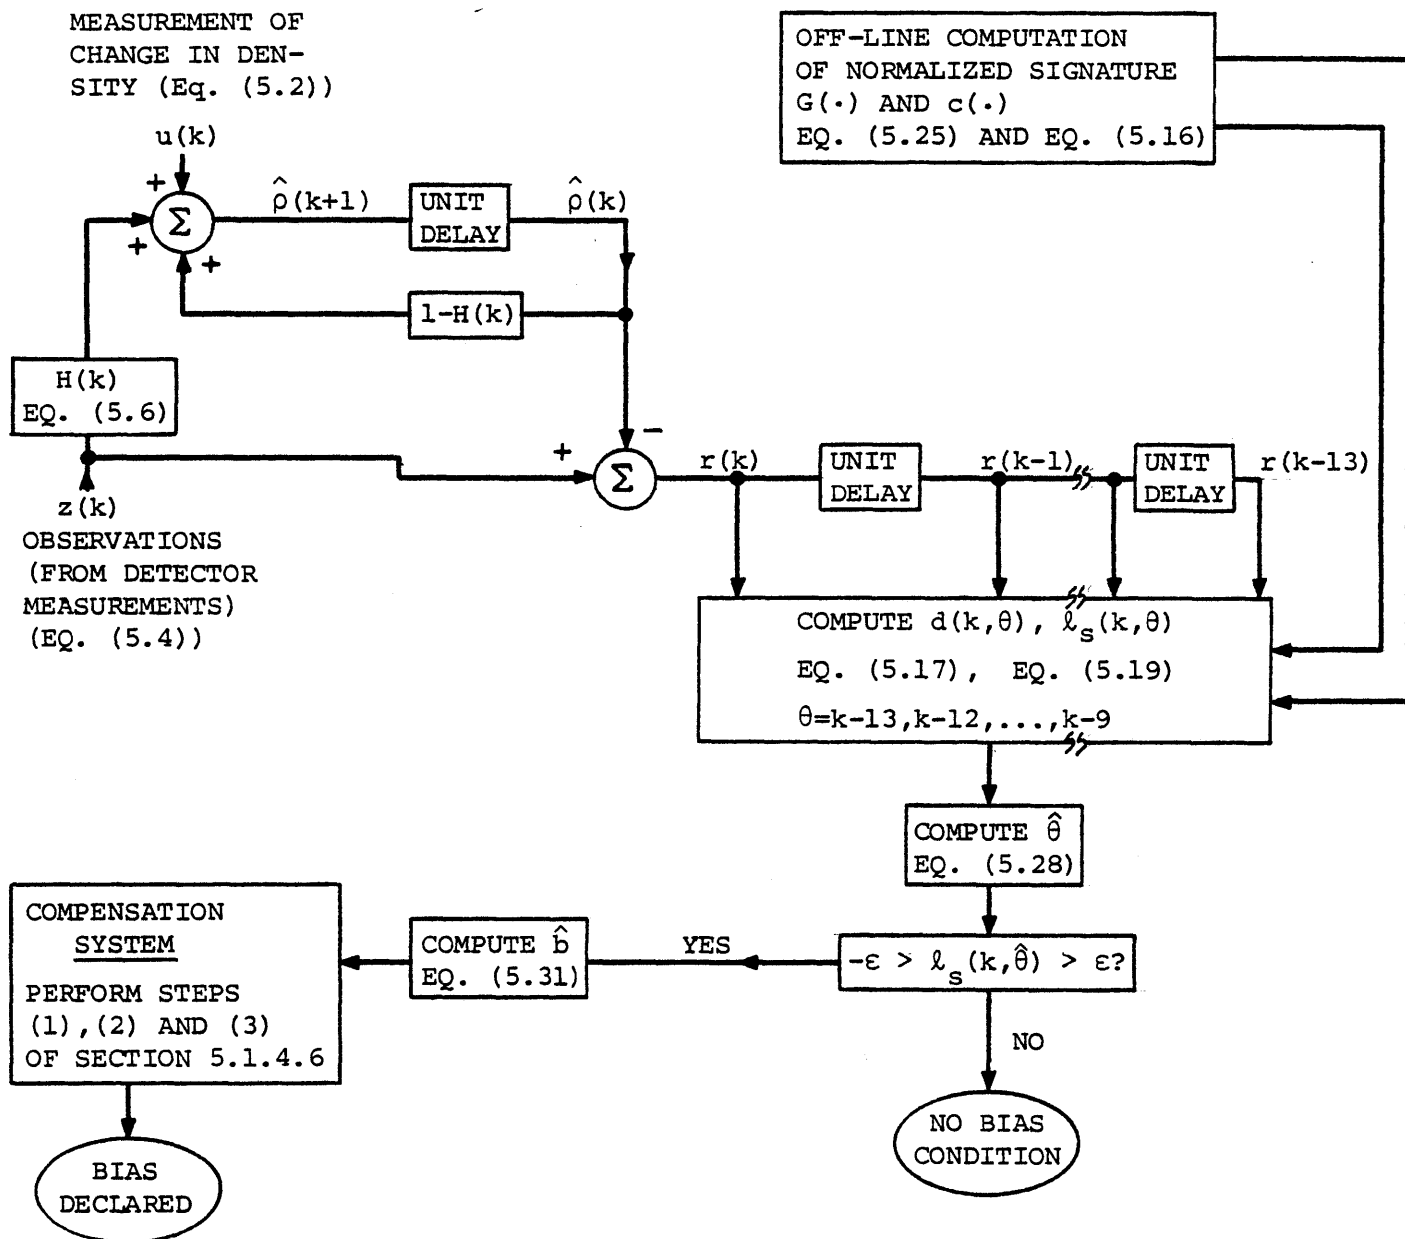 MEASUREMENT OF
CHANGE IN DEN-
SITY (Eq. (5.2))
u(k)
+
+
+
Σ
ρ̂(k+1)
UNIT
DELAY
ρ̂(k)
1-H(k)
H(k)
EQ. (5.6)
z(k)
OBSERVATIONS
(FROM DETECTOR
MEASUREMENTS)
(EQ. (5.4))
OFF-LINE COMPUTATION
OF NORMALIZED SIGNATURE
G(·) AND c(·)
EQ. (5.25) AND EQ. (5.16)
+
-
Σ
r(k)
UNIT
DELAY
r(k-1)
UNIT
DELAY
r(k-13)
COMPUTE d(k,θ), ℓ_s(k,θ)
EQ. (5.17), EQ. (5.19)
θ=k-13,k-12,...,k-9
COMPUTE θ̂
EQ. (5.28)
-ε > ℓ_s(k,θ̂) > ε?
YES
NO
COMPUTE b̂
EQ. (5.31)
COMPENSATION
SYSTEM
PERFORM STEPS
(1),(2) AND (3)
OF SECTION 5.1.4.6
BIAS
DECLARED
NO BIAS
CONDITION